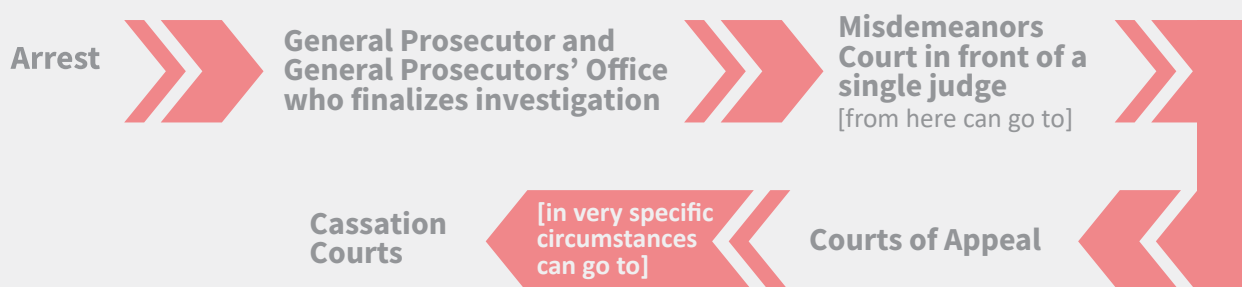 Arrest
General Prosecutor and
General Prosecutors’ Office
who finalizes investigation
Misdemeanors
Court in front of a
single judge
[from here can go to]
Courts of Appeal
[in very specific
circumstances
can go to]
Cassation
Courts